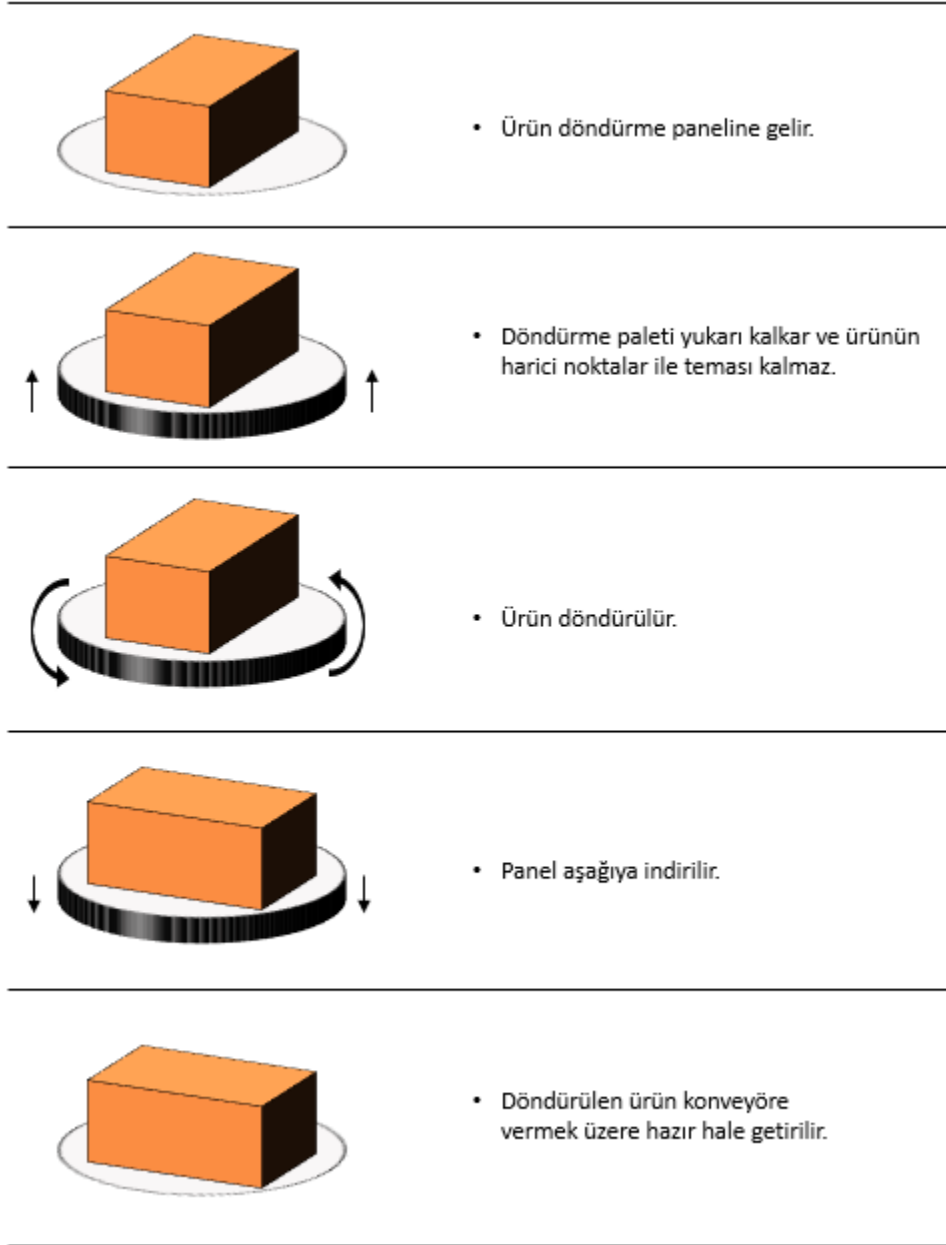 • Ürün döndürme paneline gelir.
• Döndürme paleti yukarı kalkar ve ürünün
harici noktalar ile teması kalmaz.
• Ürün döndürülür.
• Panel aşağıya indirilir.
• Döndürülen ürün konveyöre
vermek üzere hazır hale getirilir.